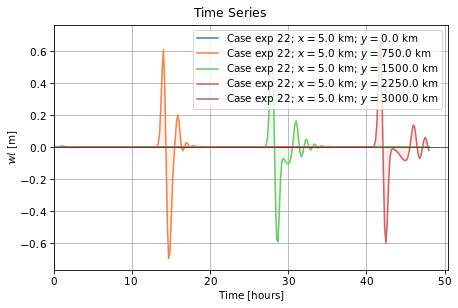 Time Series
Case exp 22; x = 5.0 km; y = 0.0 km
Case exp 22; x = 5.0 km; y = 750.0 km
Case exp 22; x = 5.0 km; y = 1500.0 km
Case exp 22; x = 5.0 km; y = 2250.0 km
Case exp 22; x = 5.0 km; y = 3000.0 km
wl [m]
0.6
0.4
0.2
0.0
−0.2
−0.4
−0.6
0 10 20 30 40 50
Time [hours]